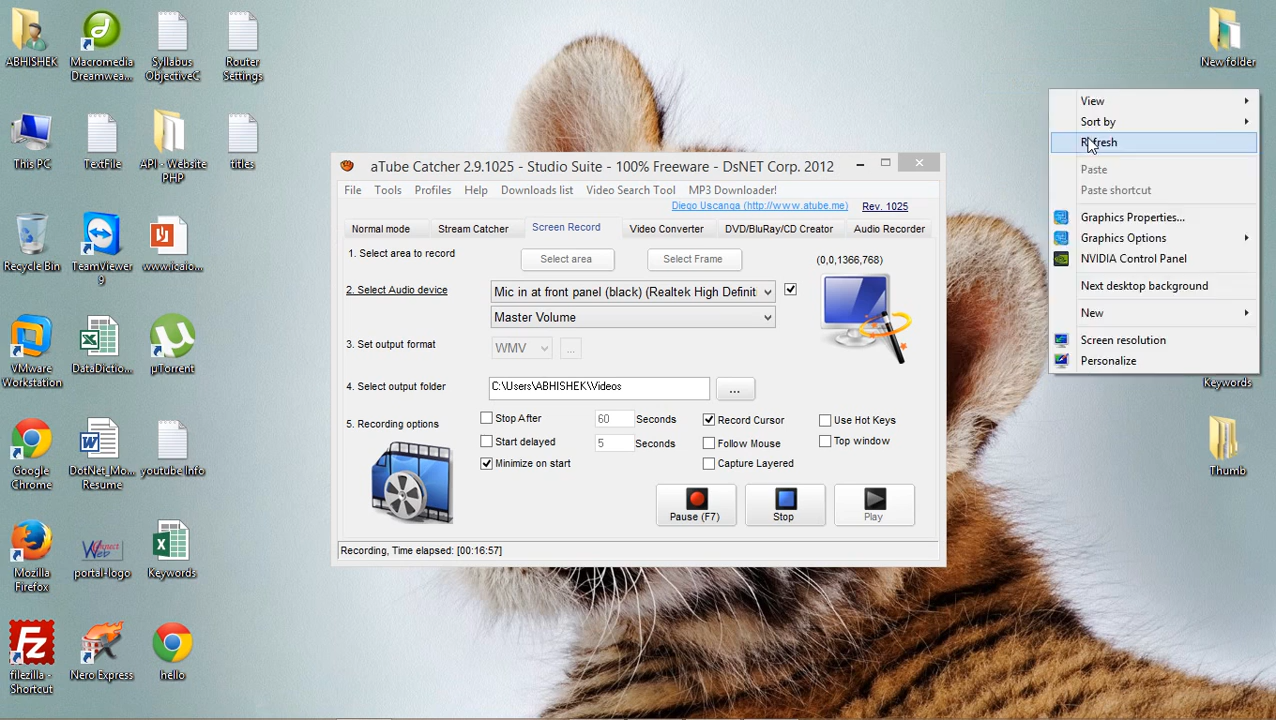 ABHISHEK
Macromedia
Dreamwea...
Syllabus
ObjectiveC
Router
Settings
New folder
This PC
TextFile
API - Website
PHP
titles
Recycle Bin
TeamViewer
9
www.icaio...
VMware
Workstation
DataDictio...
µTorrent
Google
Chrome
DotNet_Mo...
Resume
youtube Info
Mozilla
Firefox
portal-logo
Keywords
filezilla -
Shortcut
Nero Express
hello
aTube Catcher 2.9.1025 - Studio Suite - 100% Freeware - DsNET Corp. 2012
File Tools Profiles Help Downloads list Video Search Tool MP3 Downloader!
Diego Uscanga (http://www.atube.me) Rev. 1025
Normal mode Stream Catcher Screen Record Video Converter DVD/BluRay/CD Creator Audio Recorder
1. Select area to record Select area Select Frame (0,0,1366,768)
2. Select Audio device Mic in at front panel (black) (Realtek High Definit
Master Volume
3. Set output format WMV ...
4. Select output folder C:\Users\ABHISHEK\Videos ...
5. Recording options
Stop After 60 Seconds Record Cursor Use Hot Keys
Start delayed 5 Seconds Follow Mouse Top window
Minimize on start Capture Layered
Pause (F7) Stop Play
Recording, Time elapsed: [00:16:57]
View
Sort by
Refresh
Paste
Paste shortcut
Graphics Properties...
Graphics Options
NVIDIA Control Panel
Next desktop background
New
Screen resolution
Personalize
Keywords
Thumb